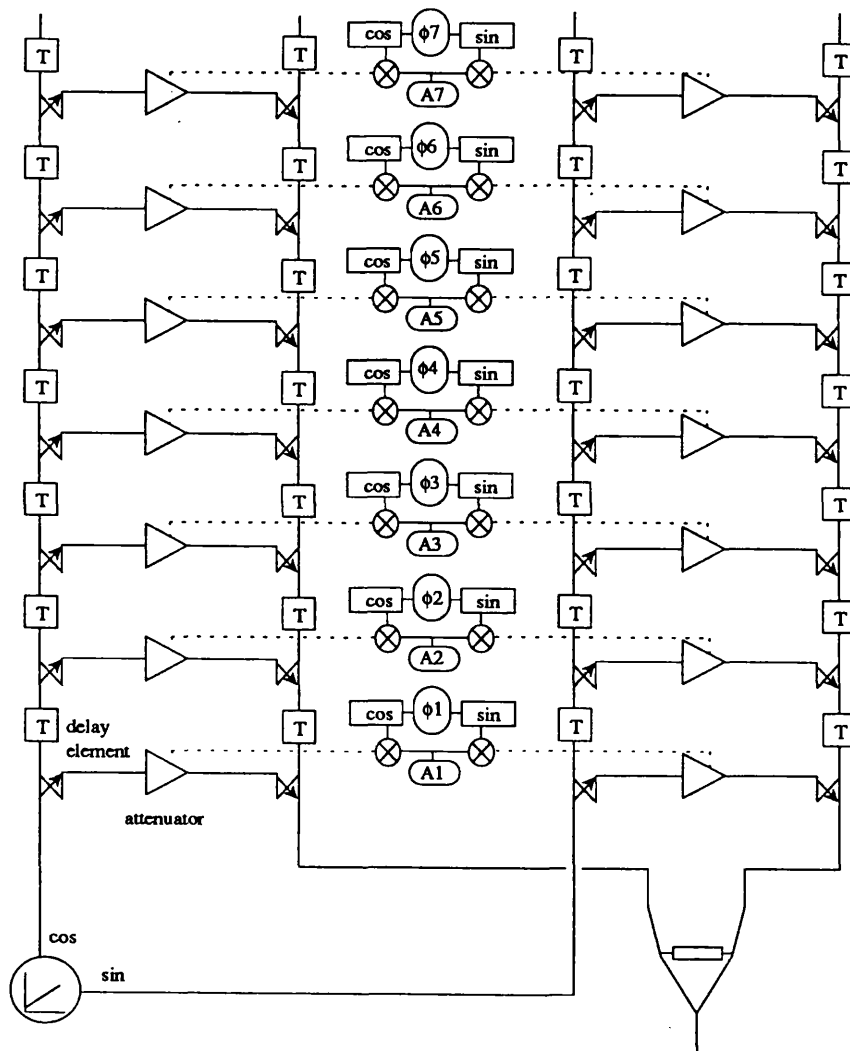 cos φ7 sin
T T T T
A7
cos φ6 sin
T T T T
A6
cos φ5 sin
T T T T
A5
cos φ4 sin
T T T T
A4
cos φ3 sin
T T T T
A3
cos φ2 sin
T T T T
A2
cos φ1 sin
T delay T T T
element
A1
attenuator
cos
sin